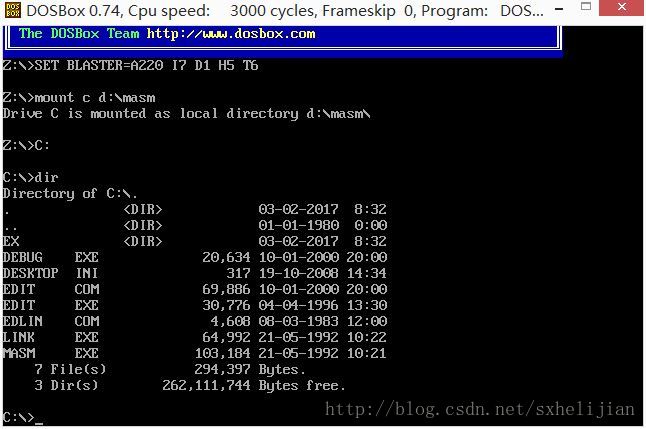 DOSBox 0.74, Cpu speed: 3000 cycles, Frameskip 0, Program: DOS...
The DOSBox Team http://www.dosbox.com
Z:\>SET BLASTER=A220 I7 D1 H5 T6
Z:\>mount c d:\masm
Drive C is mounted as local directory d:\masm\
Z:\>C:
C:\>dir
Directory of C:\.
. <DIR> 03-02-2017 8:32
.. <DIR> 01-01-1980 0:00
EX <DIR> 03-02-2017 8:32
DEBUG EXE 20,634 10-01-2000 20:00
DESKTOP INI 317 19-10-2008 14:34
EDIT COM 69,886 10-01-2000 20:00
EDIT EXE 30,776 04-04-1996 13:30
EDLIN COM 4,608 08-03-1983 12:00
LINK EXE 64,992 21-05-1992 10:22
MASM EXE 103,184 21-05-1992 10:21
7 File(s) 294,397 Bytes.
3 Dir(s) 262,111,744 Bytes free.
C:\>_
http://blog.csdn.net/sxhelijian